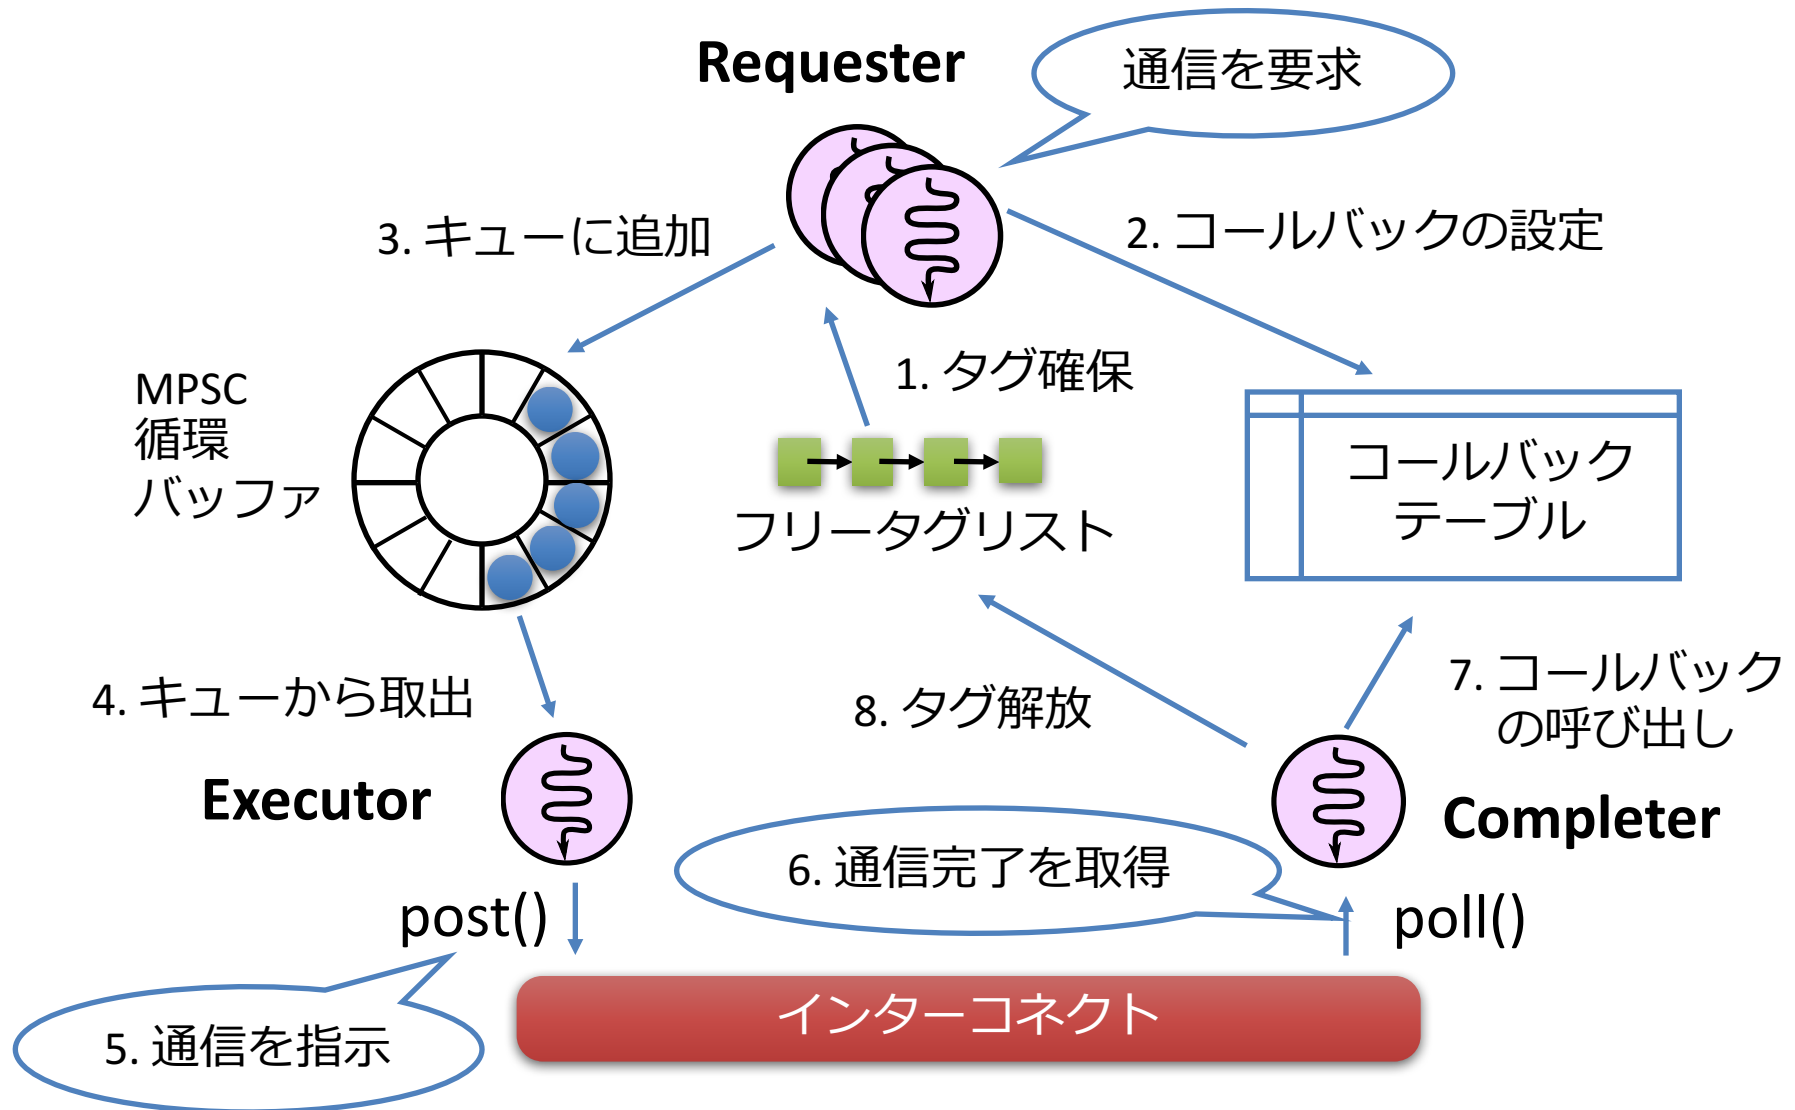 Requester
通信を要求
3. キューに追加
2. コールバックの設定
MPSC
循環
バッファ
1. タグ確保
フリータグリスト
コールバック
テーブル
4. キューから取出
8. タグ解放
7. コールバック
の呼び出し
Executor
Completer
6. 通信完了を取得
post()
poll()
5. 通信を指示
インターコネクト